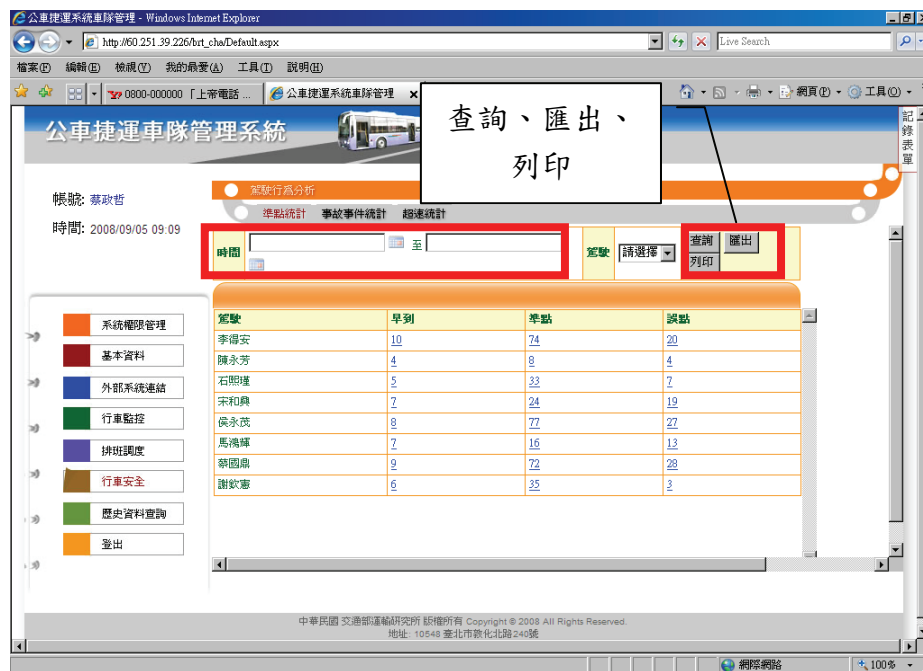 公車捷運系統車隊管理 - Windows Internet Explorer
http://60.251.39.226/brt_cha/Default.aspx
Live Search
檔案(F) 編輯(E) 檢視(V) 我的最愛(A) 工具(T) 說明(H)
0800-000000「上帝電話 ...
公車捷運系統車隊管理
網頁(P)
工具(O)
查詢、匯出、
列印
記錄表單
公車捷運車隊管理系統
帳號: 蔡政哲
時間: 2008/09/05 09:09
駕駛行為分析
準點統計 事故事件統計 超速統計
時間 至 駕駛 請選擇 查詢 匯出
列印
系統權限管理
基本資料
外部系統連結
行車監控
排班調度
行車安全
歷史資料查詢
登出
駕駛 早到 準點 誤點
李得安 10 74 20
陳永芳 4 8 4
石熙瑾 5 33 7
宋和興 7 24 19
侯永茂 8 77 27
馬鴻輝 7 16 13
蔡國鼎 9 72 28
謝欽憲 6 35 3
中華民國 交通部運輸研究所 版權所有 Copyright © 2008 All Rights Reserved.
地址: 10548 臺北市敦化北路240號
網際網路
100%